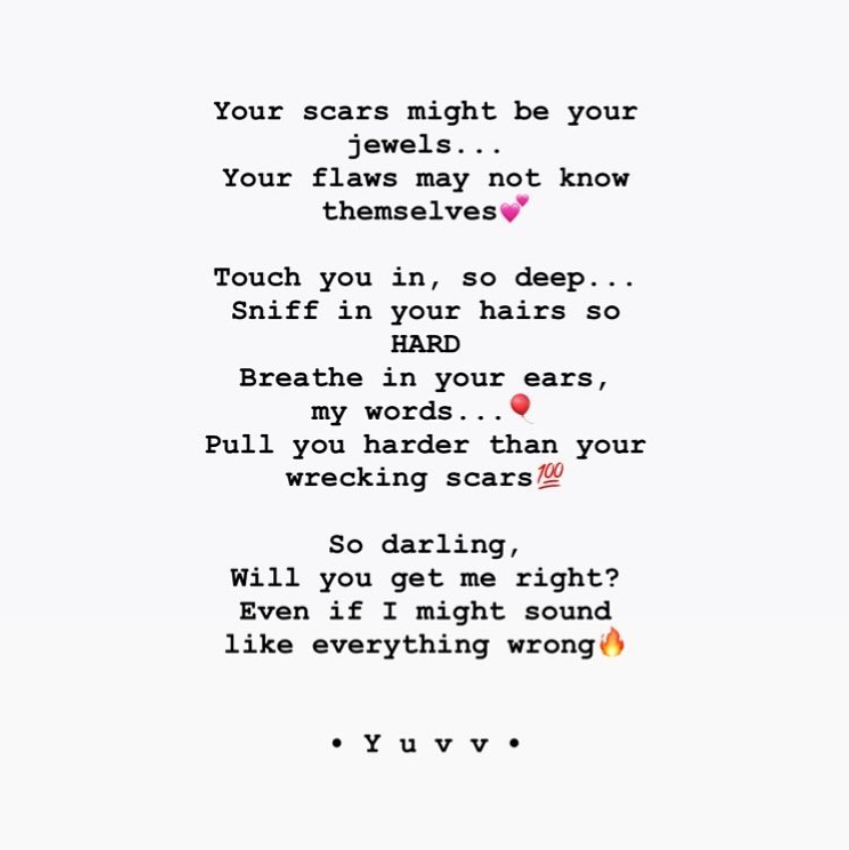 Your scars might be your
jewels...
Your flaws may not know
themselves💕
Touch you in, so deep...
Sniff in your hairs so
HARD
Breathe in your ears,
my words...🎈
Pull you harder than your
wrecking scars💯
So darling,
Will you get me right?
Even if I might sound
like everything wrong🔥
• Y u v v •